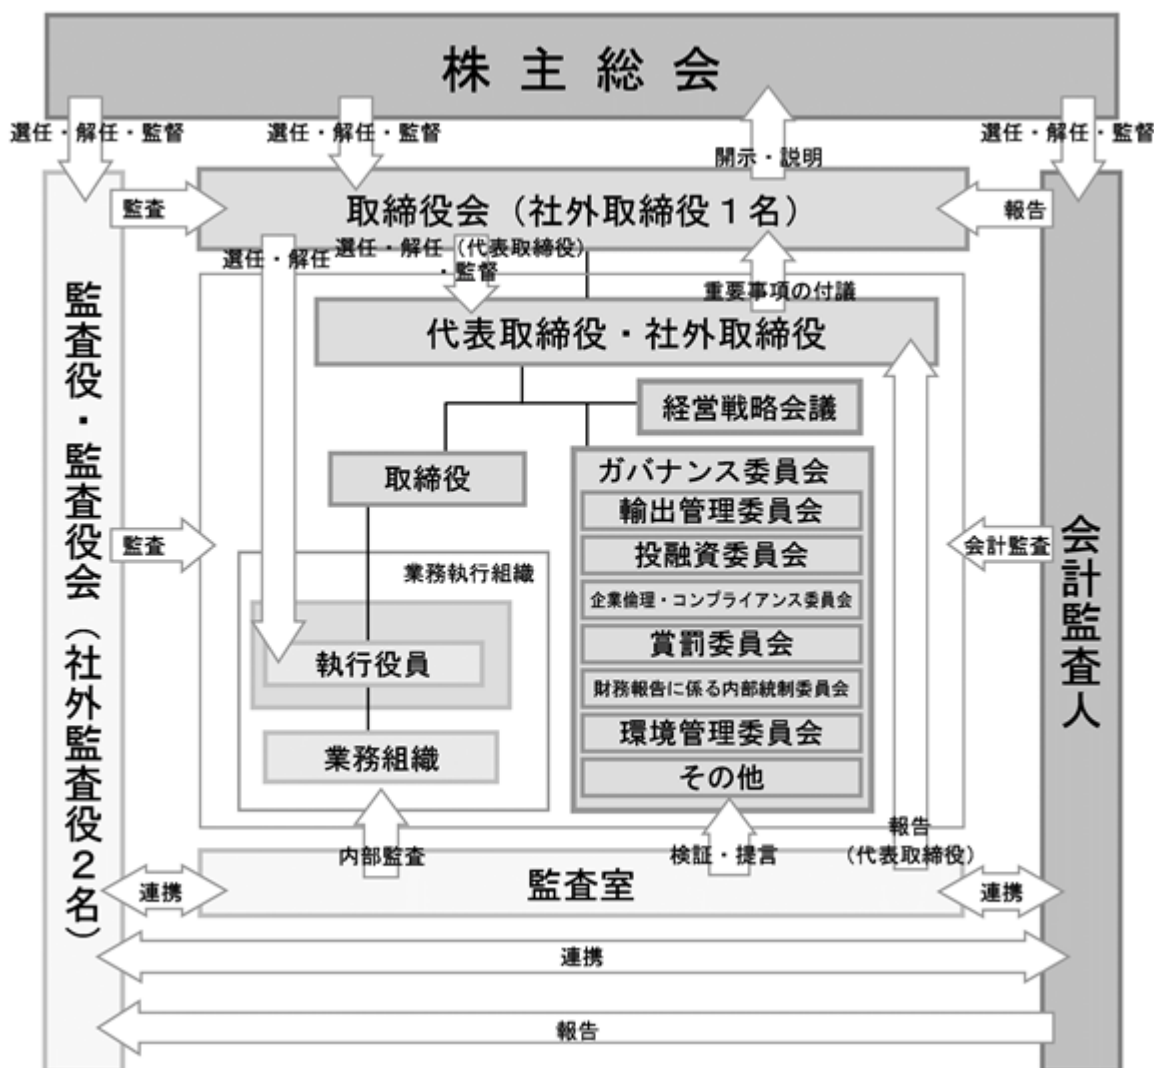 株主総会
選任・解任・監督
選任・解任・監督
開示・説明
選任・解任・監督
監査
取締役会（社外取締役１名）
報告
選任・解任
選任・解任（代表取締役）
・監督
重要事項の付議
代表取締役・社外取締役
経営戦略会議
取締役
ガバナンス委員会
輸出管理委員会
投融資委員会
企業倫理・コンプライアンス委員会
賞罰委員会
財務報告に係る内部統制委員会
環境管理委員会
その他
監査
会計監査
業務執行組織
執行役員
業務組織
監査役・監査役会（社外監査役２名）
会計監査人
内部監査
検証・提言
報告
（代表取締役）
監査室
連携
連携
連携
報告